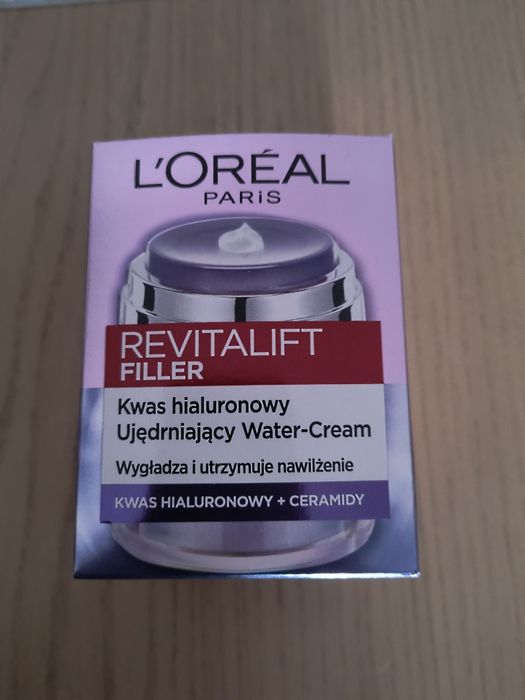 L'ORÉAL
PARiS
REVITALIFT
FILLER
Kwas hialuronowy
Ujędrniający Water-Cream
Wygładza i utrzymuje nawilżenie
KWAS HIALURONOWY + CERAMIDY